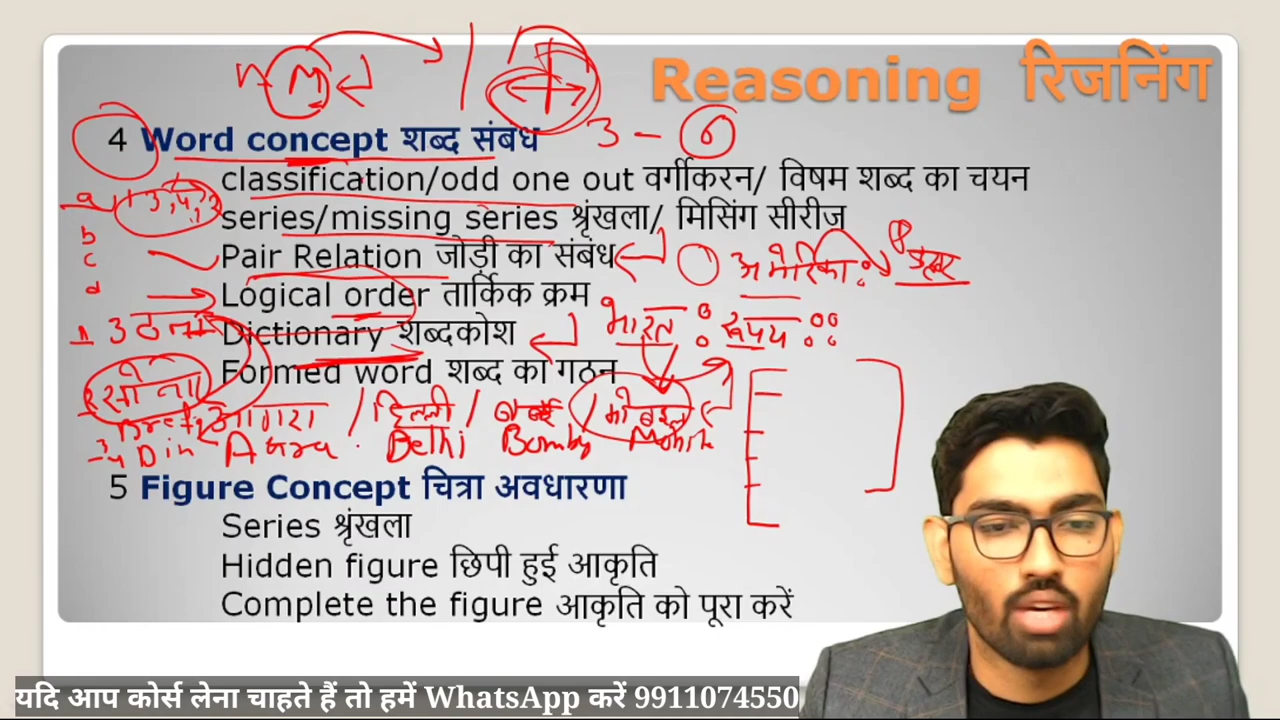 Reasoning रिजनिंग
4 Word concept शब्द संबंध
3 - 6
classification/odd one out वर्गीकरन/ विषम शब्द का चयन
series/missing series श्रृंखला/ मिसिंग सीरीज
a
b
Pair Relation जोड़ी का संबंध
c
अमेरिका :
Logical order तार्किक क्रम
d
भारत : रूपय ::
Dictionary शब्दकोश
Formed word शब्द का गठन
आगरा / दिल्ली / / मोबाइल
Agra Delhi Bomby Mobile
5 Figure Concept चित्रा अवधारणा
Series श्रृंखला
Hidden figure छिपी हुई आकृति
Complete the figure आकृति को पूरा करें
यदि आप कोर्स लेना चाहते हैं तो हमें WhatsApp करें 9911074550